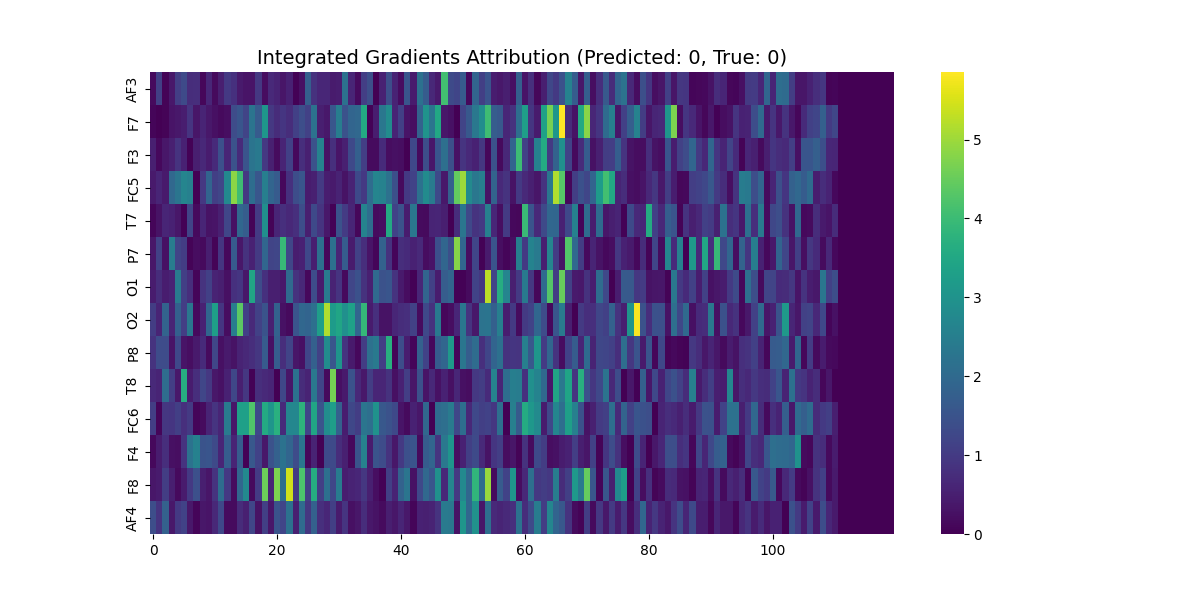 Integrated Gradients Attribution (Predicted: 0, True: 0)
AF3
F7
F3
FC5
T7
P7
O1
O2
P8
T8
FC6
F4
F8
AF4
0 20 40 60 80 100
5
4
3
2
1
0